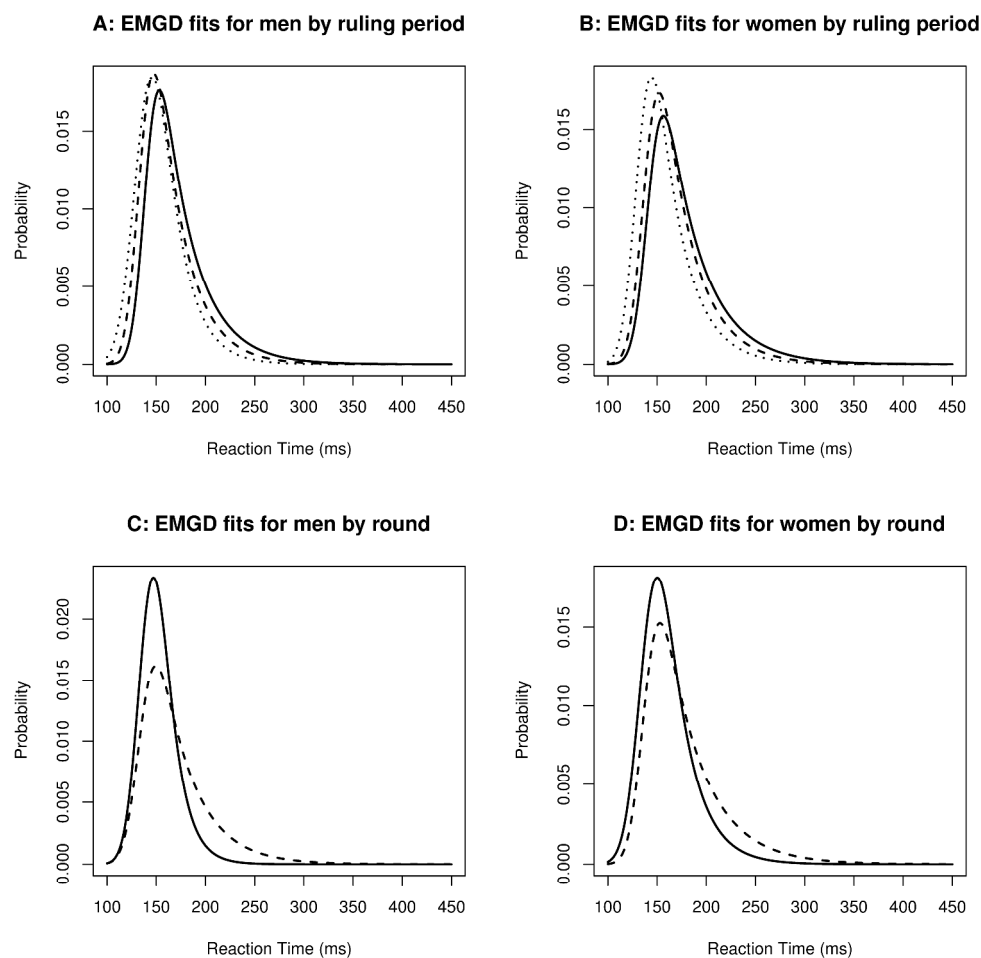 A: EMGD fits for men by ruling period
Probability
0.000 0.005 0.010 0.015
100 150 200 250 300 350 400 450
Reaction Time (ms)
B: EMGD fits for women by ruling period
Probability
0.000 0.005 0.010 0.015
100 150 200 250 300 350 400 450
Reaction Time (ms)
C: EMGD fits for men by round
Probability
0.000 0.005 0.010 0.015 0.020
100 150 200 250 300 350 400 450
Reaction Time (ms)
D: EMGD fits for women by round
Probability
0.000 0.005 0.010 0.015
100 150 200 250 300 350 400 450
Reaction Time (ms)